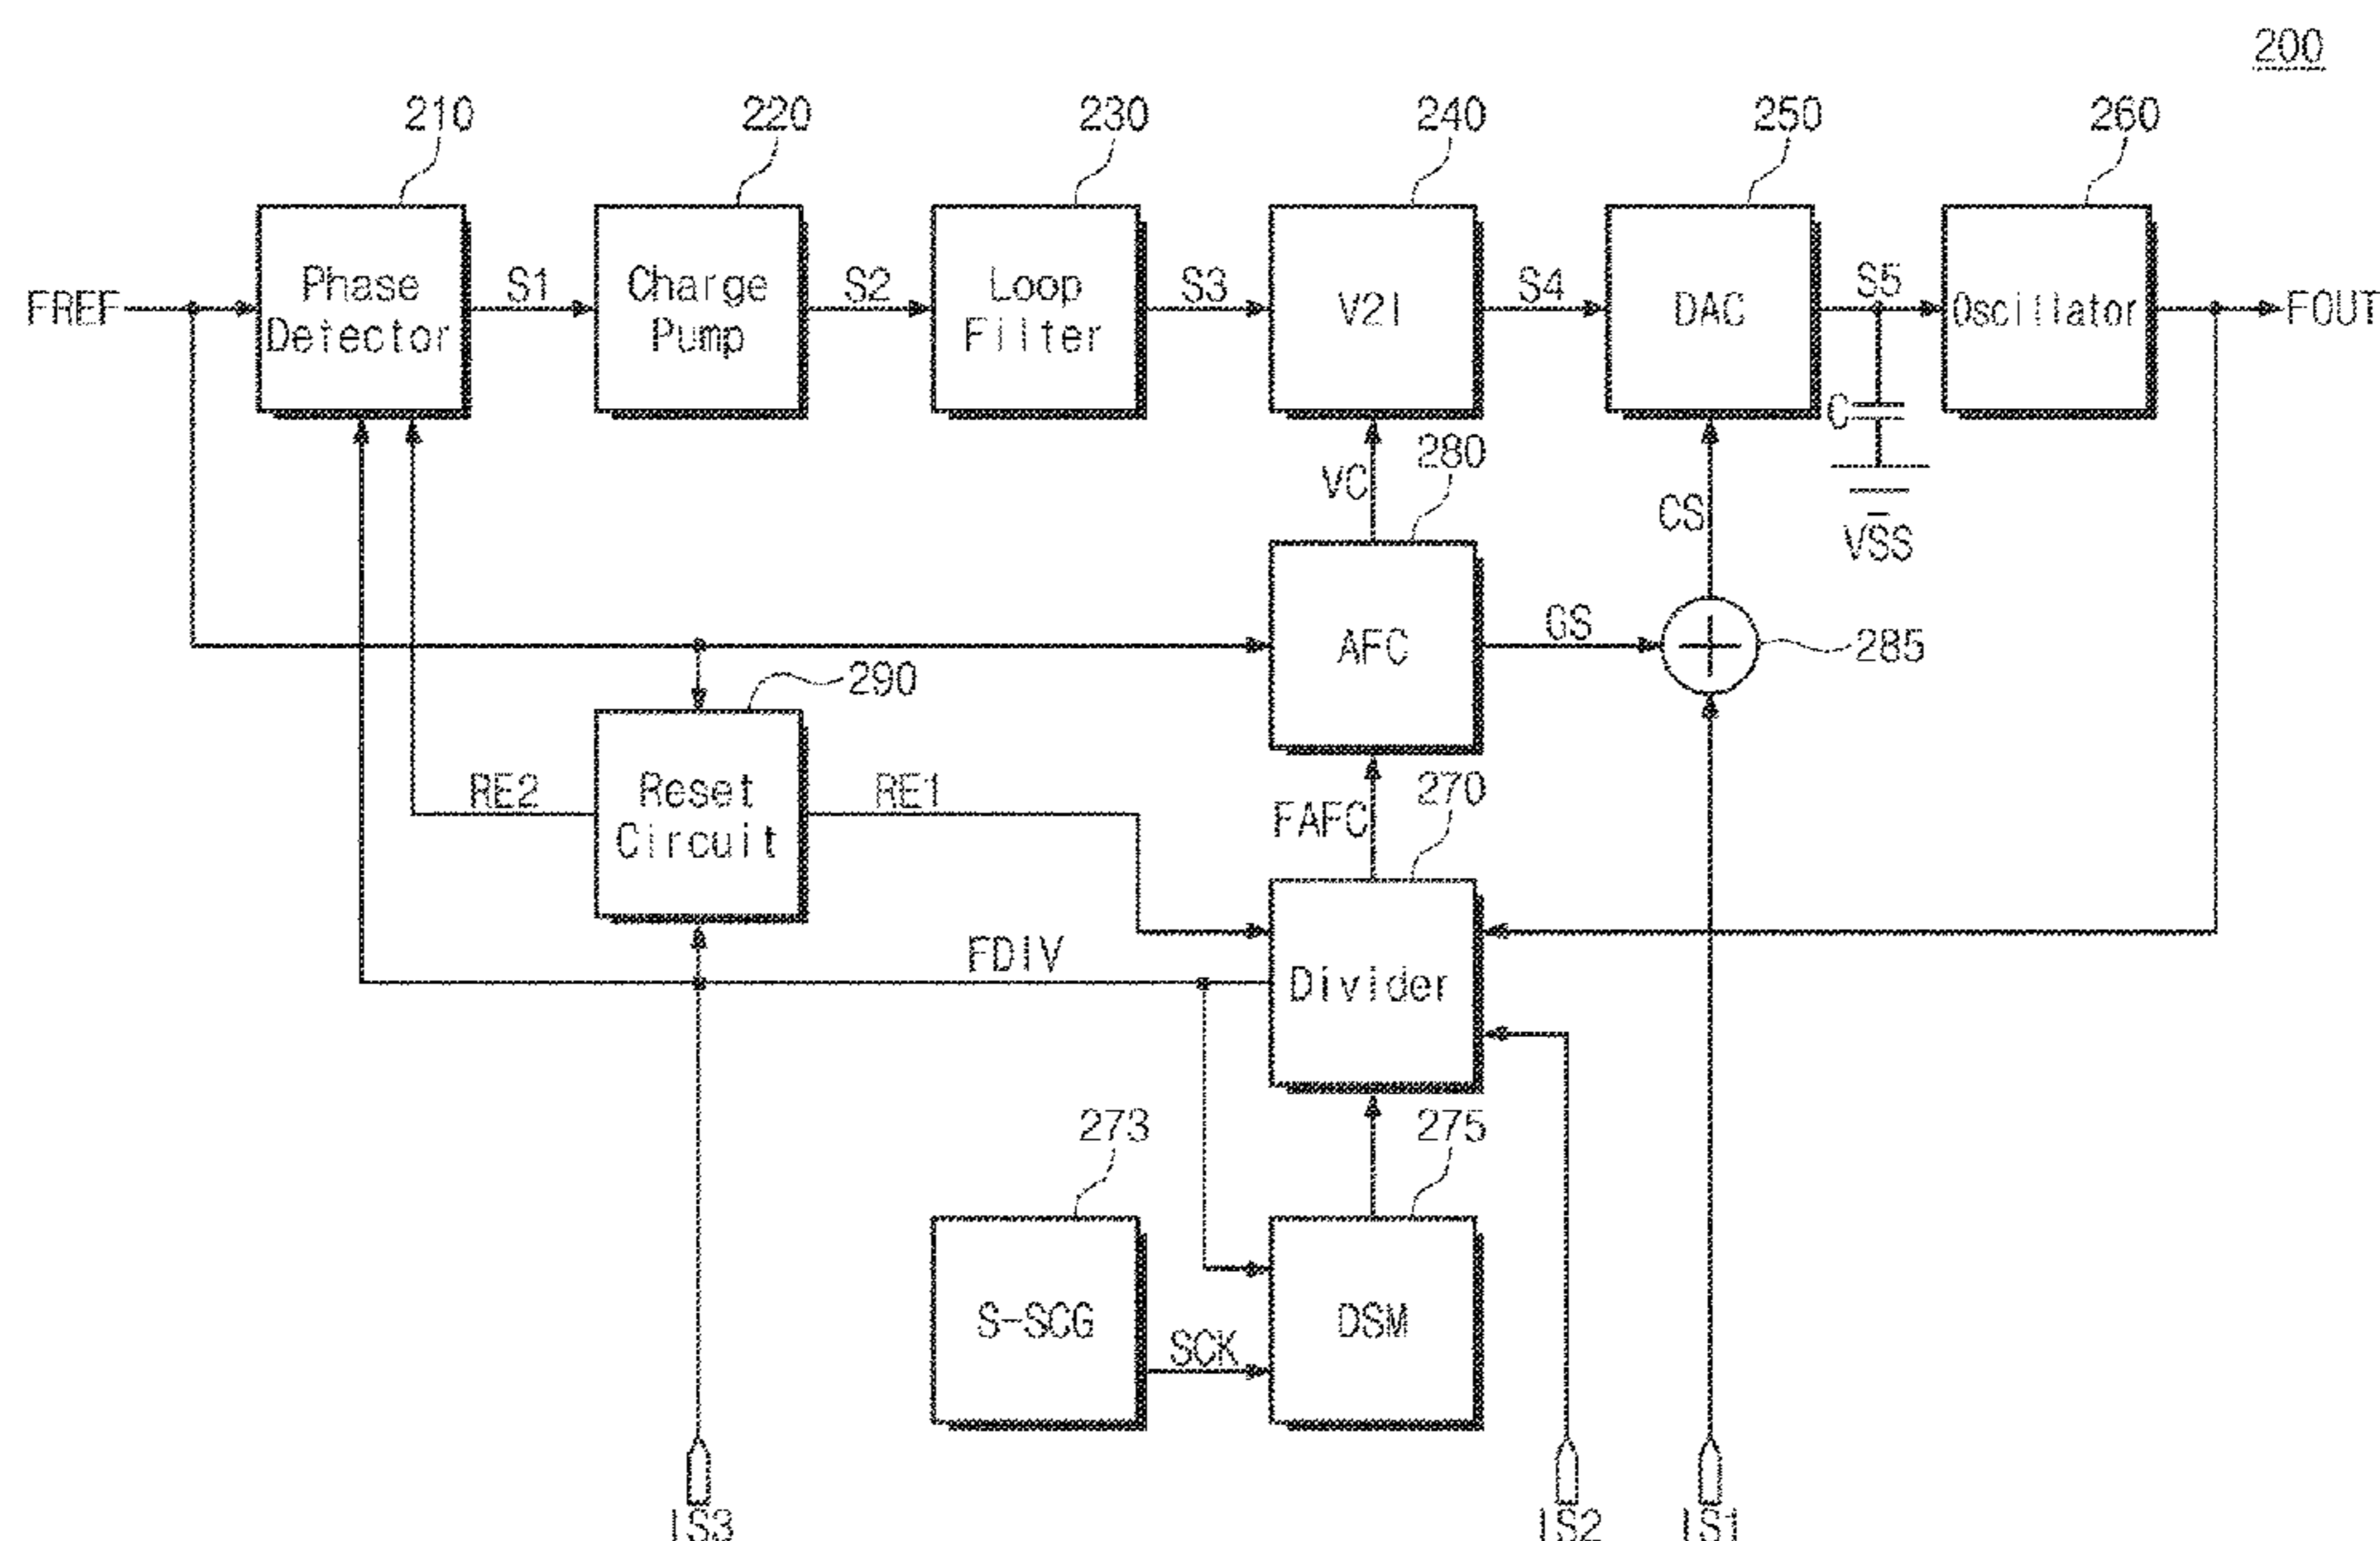 200
210
220
230
240
250
260
FREF
Phase
Detector
S1
Charge
Pump
S2
Loop
Filter
S3
V2I
S4
DAC
S5
Oscillator
FOUT
C
VSS
VC
280
CS
AFC
GS
285
290
Reset
Circuit
RE2
RE1
FAFC
270
FDIV
Divider
273
275
S-SCG
SCK
DSM
IS3
IS2
IS1